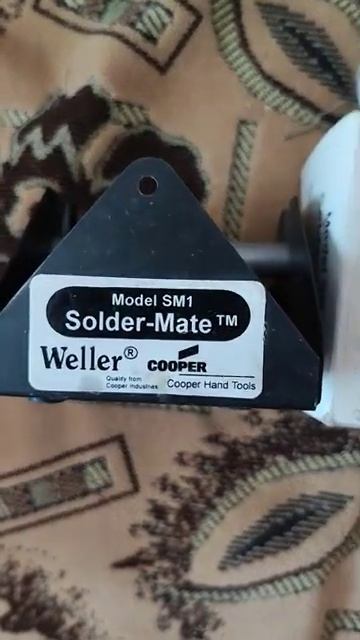 Model SM1
Solder-Mate™
Weller®
COOPER
Quality from
Cooper Industries
Cooper Hand Tools